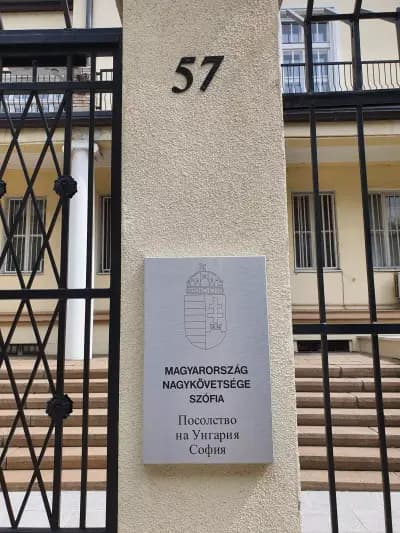 57
MAGYARORSZÁG
NAGYKÖVETSÉGE
SZÓFIA
Посолство
на Унгария
София